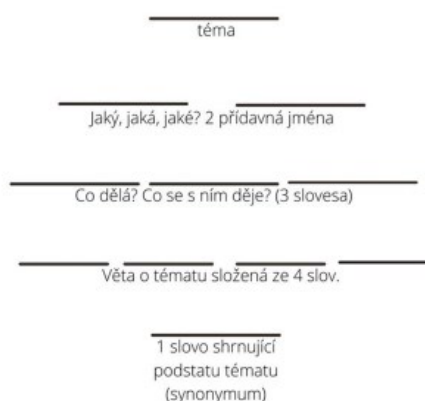 téma
Jaký, jaká, jaké? 2 přídavná jména
Co dělá? Co se s ním děje? (3 slovesa)
Věta o tématu složená ze 4 slov.
1 slovo shrnující
podstatu tématu
(synonymum)